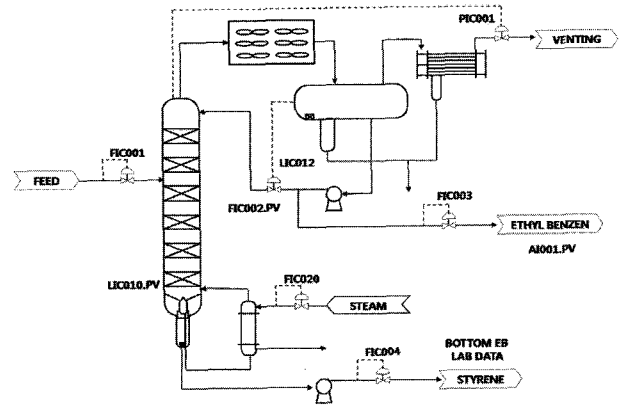 PIC001
VENTING
FIC001
FEED
LIC012
FIC002.PV
FIC003
ETHYL BENZEN
AI001.PV
LIC010.PV
FIC020
STEAM
FIC004
BOTTOM EB
LAB DATA
STYRENE